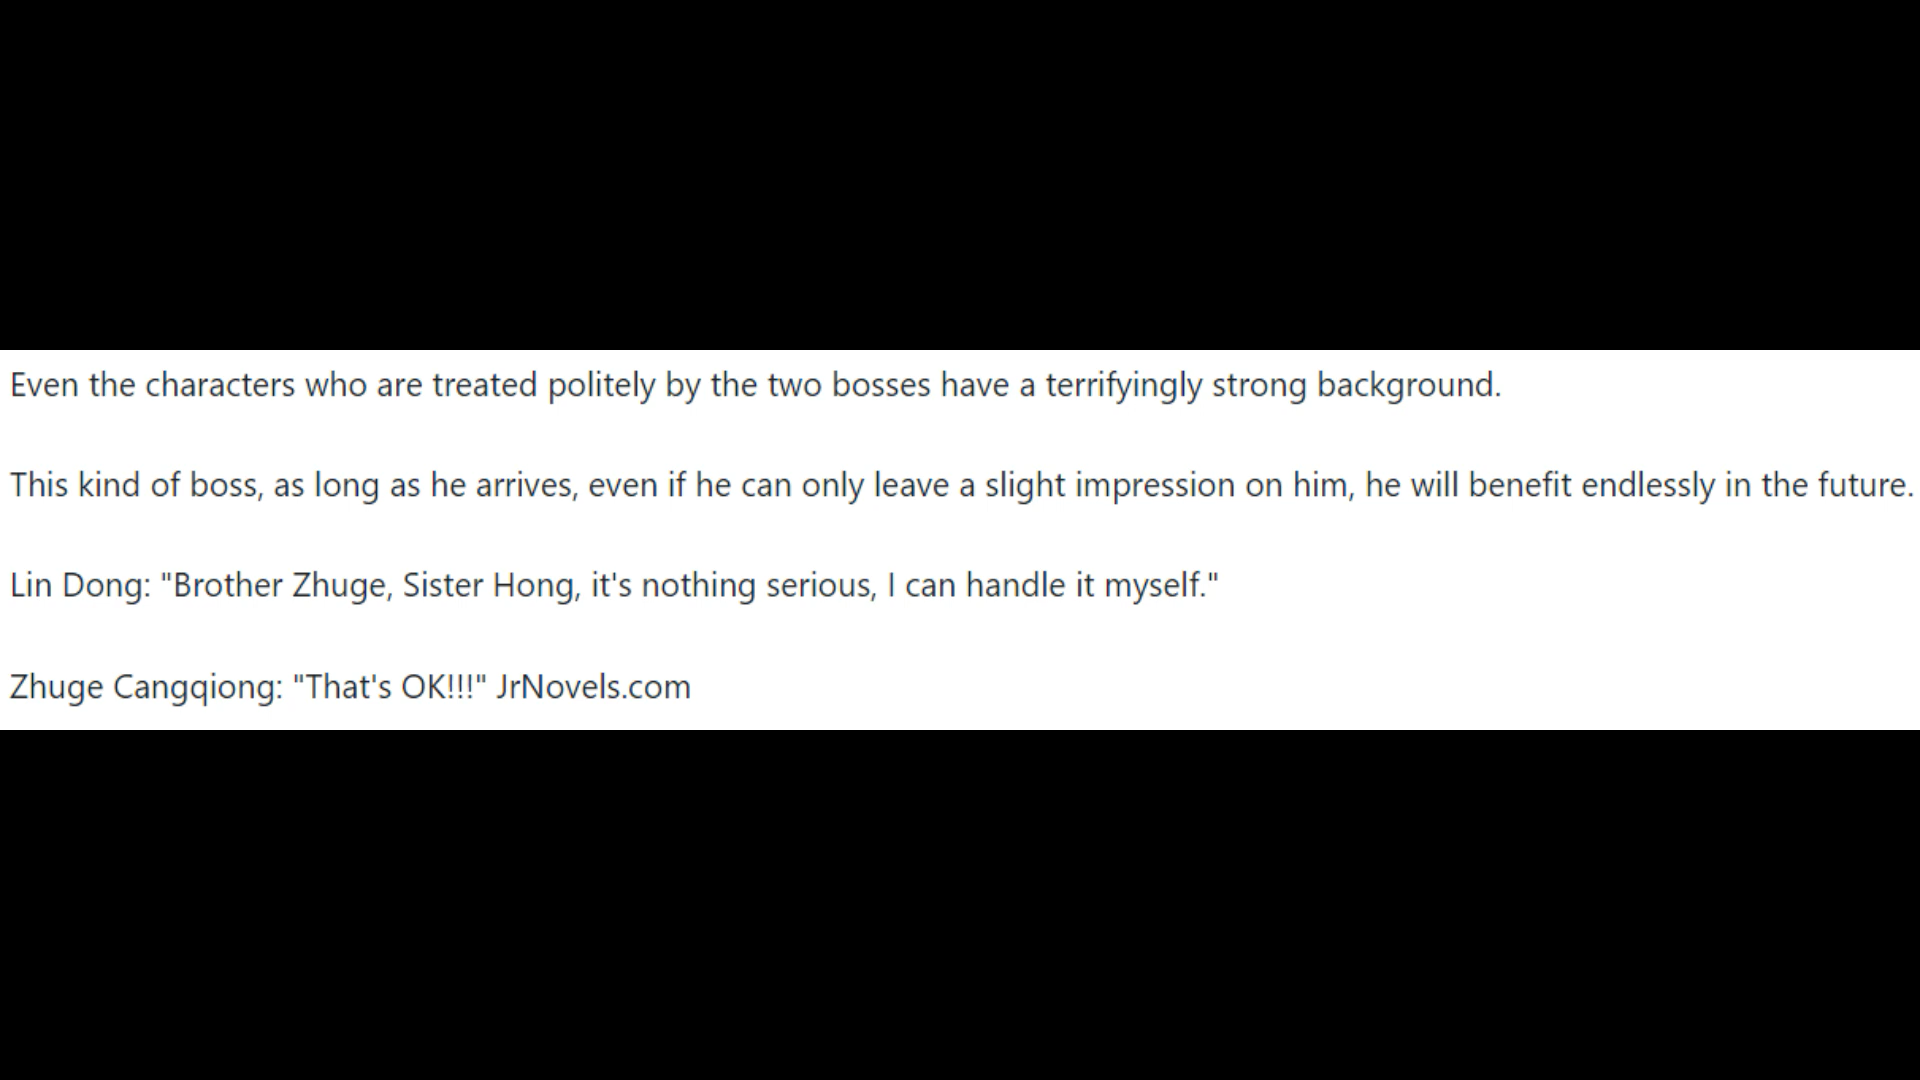 Even the characters who are treated politely by the two bosses have a terrifyingly strong background.
This kind of boss, as long as he arrives, even if he can only leave a slight impression on him, he will benefit endlessly in the future.
Lin Dong: "Brother Zhuge, Sister Hong, it's nothing serious, I can handle it myself."
Zhuge Cangqiong: "That's OK!!!" JrNovels.com